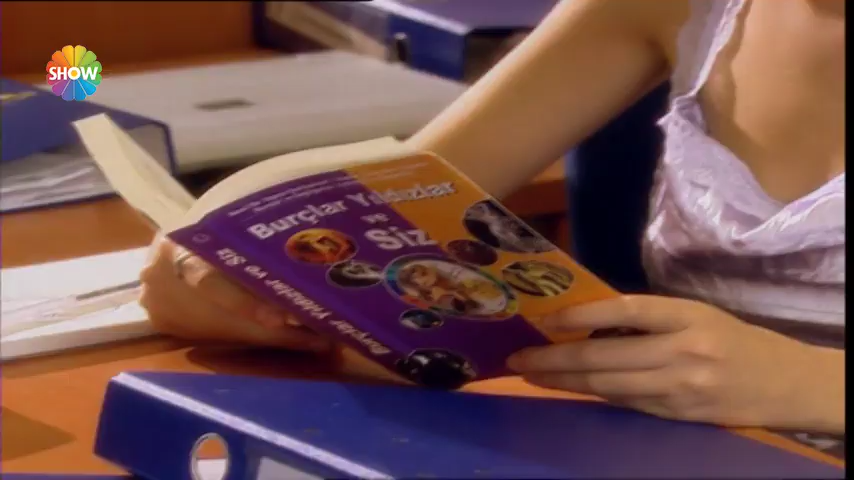 SHOW
Burçlar Yıldızlar
ve
Siz
Burçlar Yıldızlar ve Siz